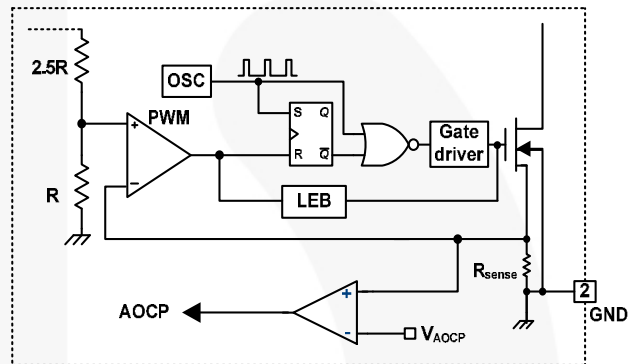 2.5R
OSC
PWM
+
-
R
S Q
R Q̅
Gate
driver
LEB
Rsense
2
GND
AOCP
+
-
VAOCP